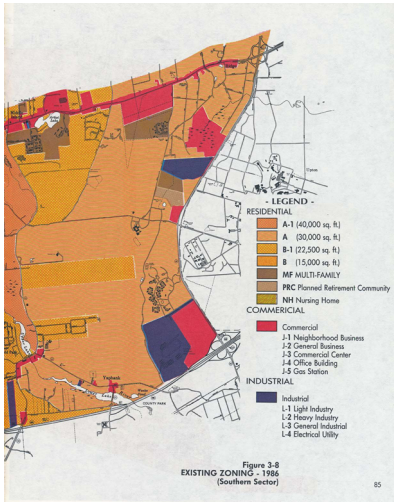 Ridge
Upton
- LEGEND -
RESIDENTIAL
A-1 (40,000 sq. ft.)
A (30,000 sq. ft.)
B-1 (22,500 sq. ft.)
B (15,000 sq. ft.)
MF MULTI-FAMILY
PRC Planned Retirement Community
NH Nursing Home
COMMERICIAL
Commercial
J-1 Neighborhood Business
J-2 General Business
J-3 Commercial Center
J-4 Office Building
J-5 Gas Station
INDUSTRIAL
Industrial
L-1 Light Industry
L-2 Heavy Industry
L-3 General Industrial
L-4 Electrical Utility
Yaphank
COUNTY PARK
Figure 3-8
EXISTING ZONING - 1986
(Southern Sector)
85